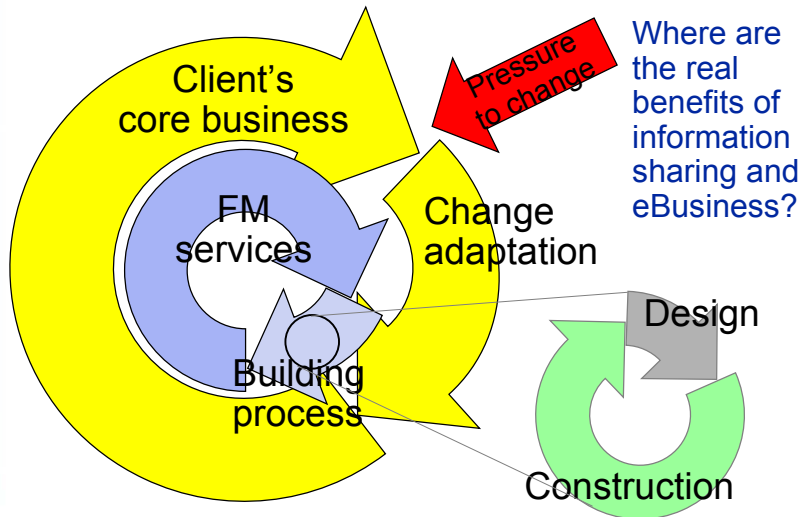 Client's
core business
Pressure
to change
Where are
the real
benefits of
information
sharing and
eBusiness?
FM
services
Change
adaptation
Design
Building
process
Construction